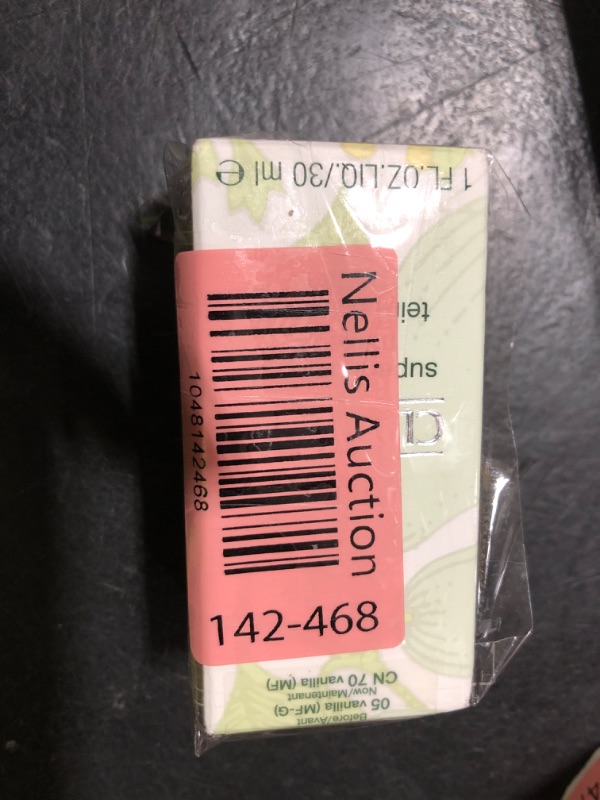 1 FL.OZ.LIQ./30 ml e
Nellis Auction
1048142468
142-468
CN 70 vanilla (MF)
Now/Maintenant
05 vanilla (MF-G)
Before/Avant